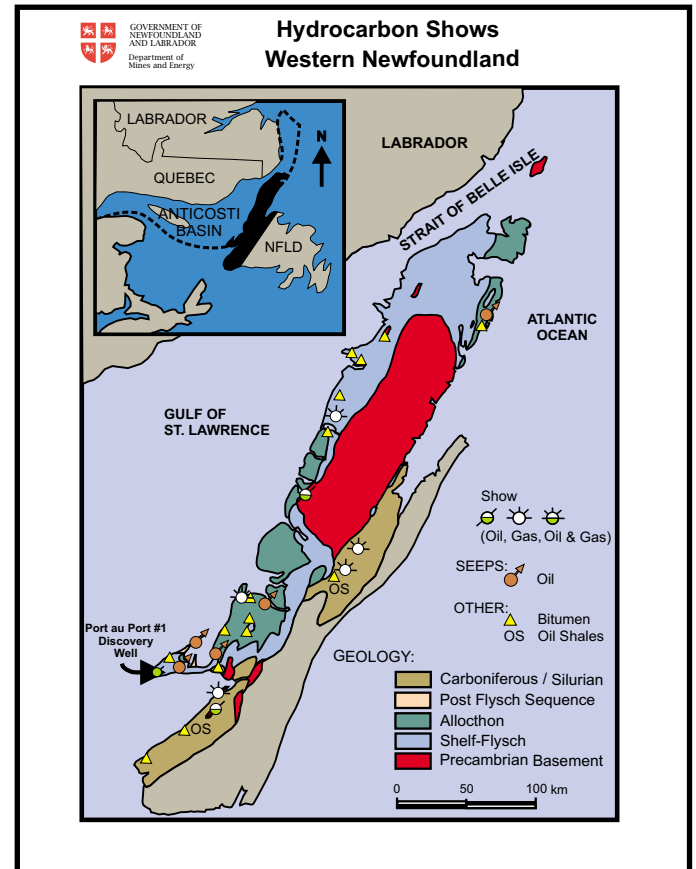 GOVERNMENT OF
NEWFOUNDLAND
AND LABRADOR
Department of
Mines and Energy
Hydrocarbon Shows
Western Newfoundland
LABRADOR
QUEBEC
ANTICOSTI
BASIN
NFLD
N
LABRADOR
STRAIT OF BELLE ISLE
ATLANTIC
OCEAN
GULF OF
ST. LAWRENCE
Show
(Oil, Gas, Oil & Gas)
SEEPS:
Oil
OTHER:
Bitumen
OS Oil Shales
OS
Port au Port #1
Discovery
Well
OS
GEOLOGY:
Carboniferous / Silurian
Post Flysch Sequence
Allocthon
Shelf-Flysch
Precambrian Basement
0 50 100 km